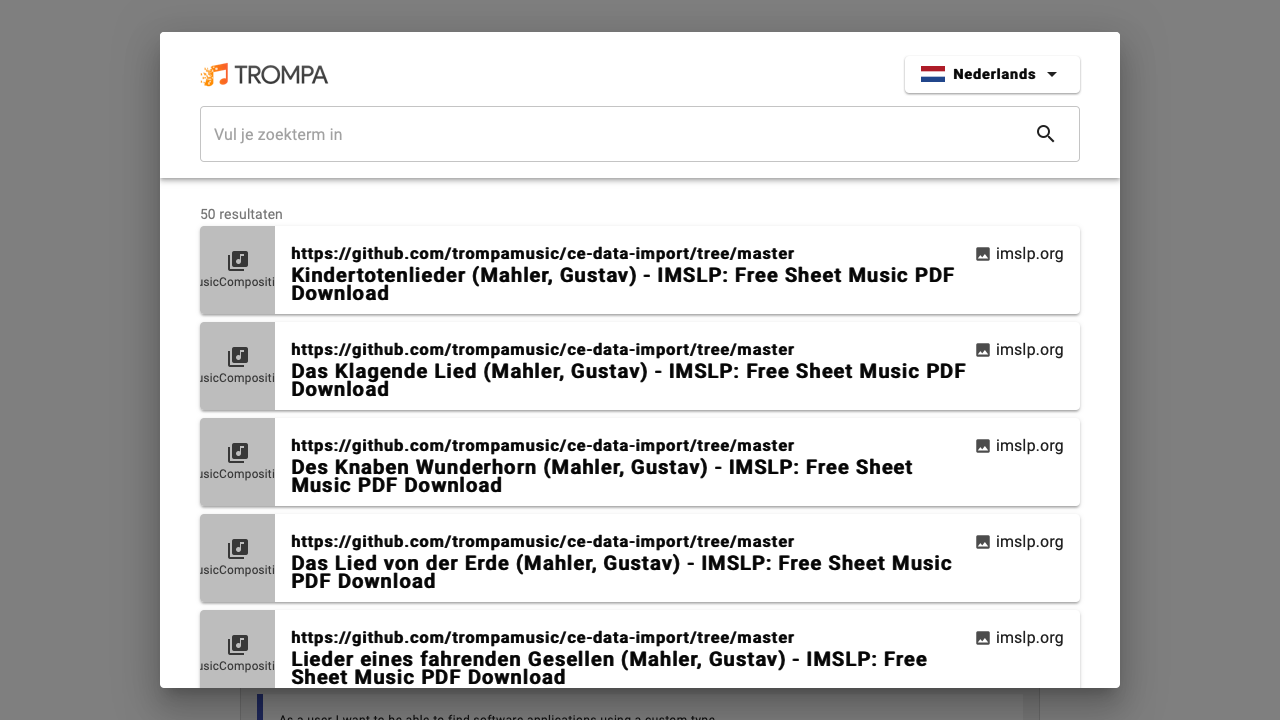 TROMPA
Nederlands
Vul je zoekterm in
50 resultaten
usicCompositi
https://github.com/trompamusic/ce-data-import/tree/master
imslp.org
Kindertotenlieder (Mahler, Gustav) - IMSLP: Free Sheet Music PDF
Download
usicCompositi
https://github.com/trompamusic/ce-data-import/tree/master
imslp.org
Das Klagende Lied (Mahler, Gustav) - IMSLP: Free Sheet Music PDF
Download
usicCompositi
https://github.com/trompamusic/ce-data-import/tree/master
imslp.org
Des Knaben Wunderhorn (Mahler, Gustav) - IMSLP: Free Sheet
Music PDF Download
usicCompositi
https://github.com/trompamusic/ce-data-import/tree/master
imslp.org
Das Lied von der Erde (Mahler, Gustav) - IMSLP: Free Sheet Music
PDF Download
usicCompositi
https://github.com/trompamusic/ce-data-import/tree/master
imslp.org
Lieder eines fahrenden Gesellen (Mahler, Gustav) - IMSLP: Free
Sheet Music PDF Download
As a user I want to be able to find software applications using a custom type